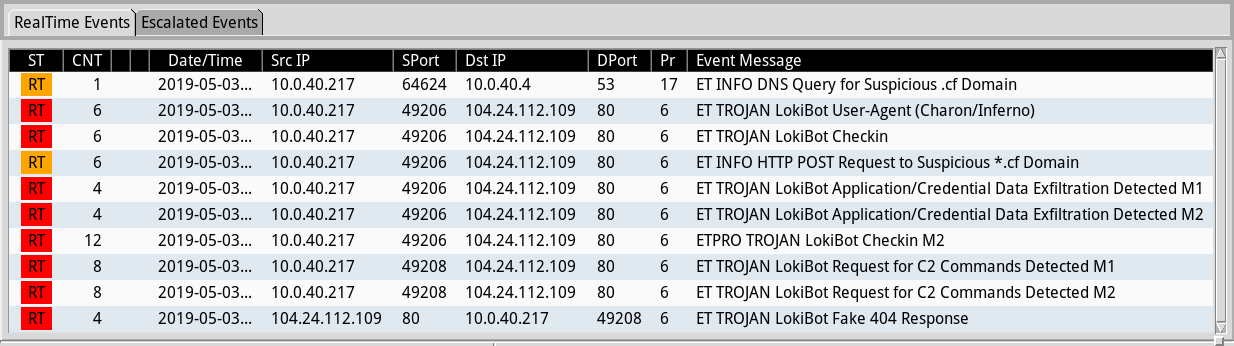 RealTime Events Escalated Events
ST CNT Date/Time Src IP SPort Dst IP DPort Pr Event Message
RT 1 2019-05-03... 10.0.40.217 64624 10.0.40.4 53 17 ET INFO DNS Query for Suspicious .cf Domain
RT 6 2019-05-03... 10.0.40.217 49206 104.24.112.109 80 6 ET TROJAN LokiBot User-Agent (Charon/Inferno)
RT 6 2019-05-03... 10.0.40.217 49206 104.24.112.109 80 6 ET TROJAN LokiBot Checkin
RT 6 2019-05-03... 10.0.40.217 49206 104.24.112.109 80 6 ET INFO HTTP POST Request to Suspicious *.cf Domain
RT 4 2019-05-03... 10.0.40.217 49206 104.24.112.109 80 6 ET TROJAN LokiBot Application/Credential Data Exfiltration Detected M1
RT 4 2019-05-03... 10.0.40.217 49206 104.24.112.109 80 6 ET TROJAN LokiBot Application/Credential Data Exfiltration Detected M2
RT 12 2019-05-03... 10.0.40.217 49206 104.24.112.109 80 6 ETPRO TROJAN LokiBot Checkin M2
RT 8 2019-05-03... 10.0.40.217 49208 104.24.112.109 80 6 ET TROJAN LokiBot Request for C2 Commands Detected M1
RT 8 2019-05-03... 10.0.40.217 49208 104.24.112.109 80 6 ET TROJAN LokiBot Request for C2 Commands Detected M2
RT 4 2019-05-03... 104.24.112.109 80 10.0.40.217 49208 6 ET TROJAN LokiBot Fake 404 Response